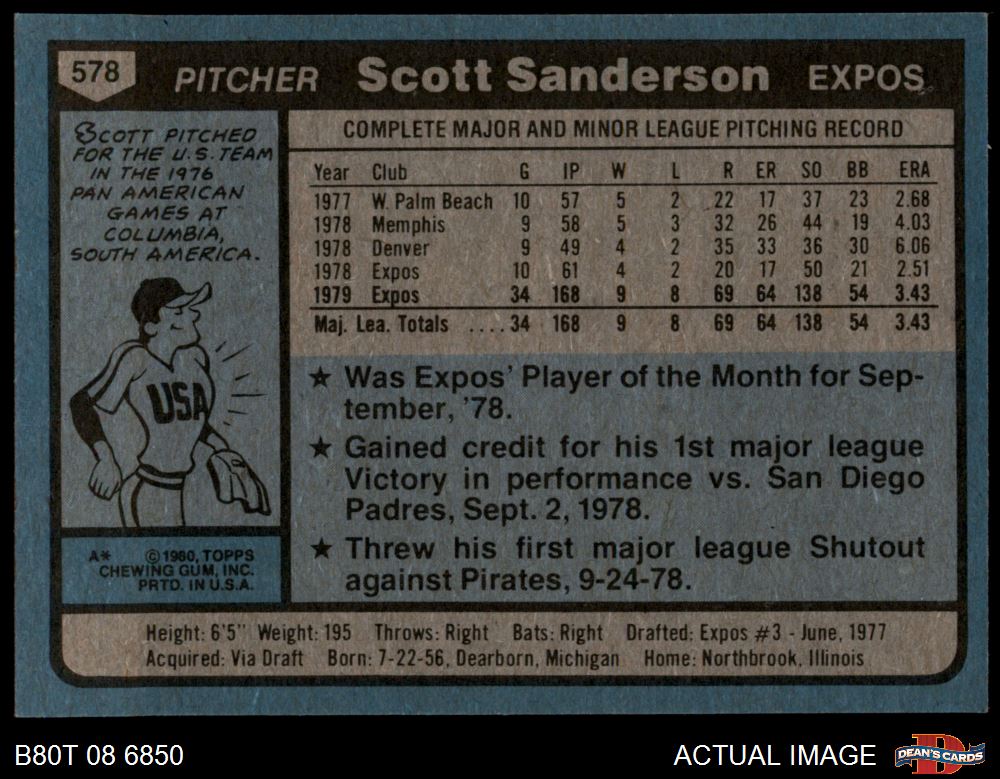 578 PITCHER Scott Sanderson EXPOS
SCOTT PITCHED
FOR THE U.S. TEAM
IN THE 1976
PAN AMERICAN
GAMES AT
COLUMBIA,
SOUTH AMERICA.
USA
A* © 1980, TOPPS
CHEWING GUM, INC.
PRTD. IN U.S.A.
COMPLETE MAJOR AND MINOR LEAGUE PITCHING RECORD
Year Club G IP W L R ER SO BB ERA
1977 W. Palm Beach 10 57 5 2 22 17 37 23 2.68
1978 Memphis 9 58 5 3 32 26 44 19 4.03
1978 Denver 9 49 4 2 35 33 36 30 6.06
1978 Expos 10 61 4 2 20 17 50 21 2.51
1979 Expos 34 168 9 8 69 64 138 54 3.43
Maj. Lea. Totals ....34 168 9 8 69 64 138 54 3.43
★ Was Expos' Player of the Month for Sep-
tember, '78.
★ Gained credit for his 1st major league
Victory in performance vs. San Diego
Padres, Sept. 2, 1978.
★ Threw his first major league Shutout
against Pirates, 9-24-78.
Height: 6'5" Weight: 195 Throws: Right Bats: Right Drafted: Expos #3 - June, 1977
Acquired: Via Draft Born: 7-22-56, Dearborn, Michigan Home: Northbrook, Illinois
B80T 08 6850 ACTUAL IMAGE DEAN'S CARDS